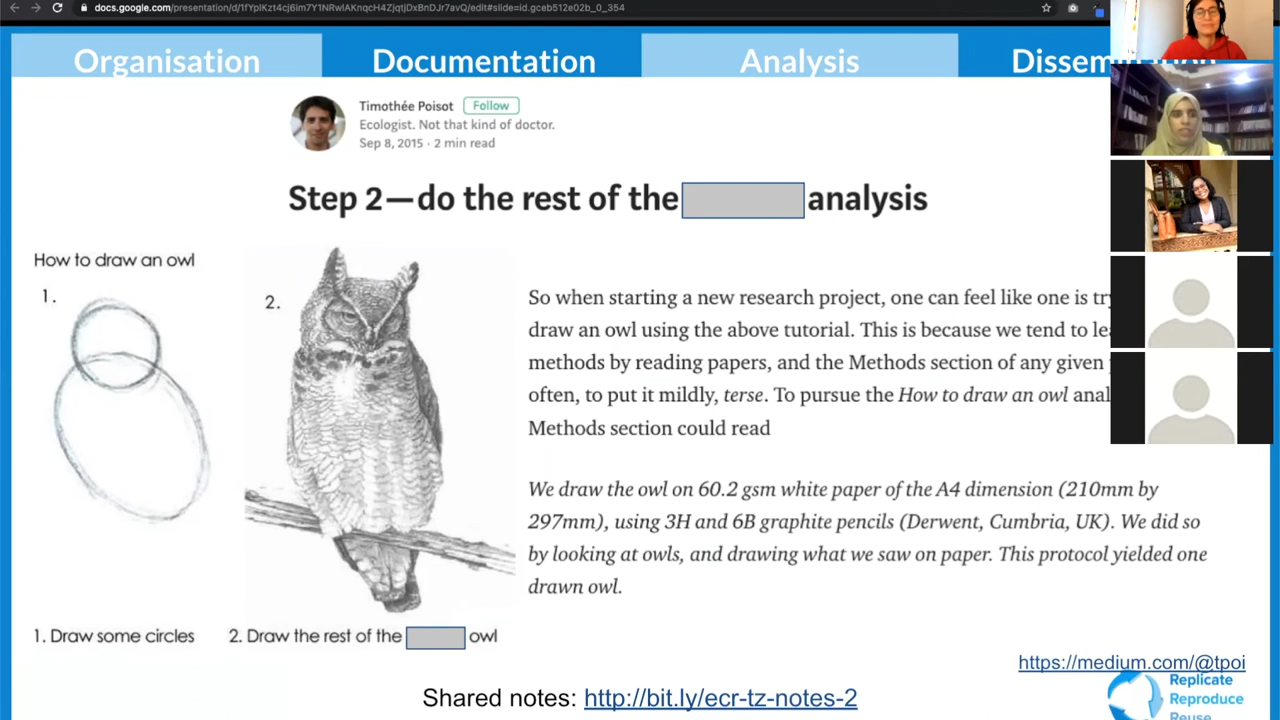 docs.google.com/presentation/d/1fYpIKzt4cj6im7Y1NRwlAKnqcH4ZjqtjDxBnDJr7avQ/edit#slide=id.gceb512e02b_0_354
Organisation Documentation Analysis
Timothée Poisot Follow
Ecologist. Not that kind of doctor.
Sep 8, 2015 · 2 min read
Step 2—do the rest of the analysis
How to draw an owl
1.
2.
So when starting a new research project, one can feel like one is
draw an owl using the above tutorial. This is because we tend to
methods by reading papers, and the Methods section of any given
often, to put it mildly, terse. To pursue the How to draw an owl
Methods section could read
We draw the owl on 60.2 gsm white paper of the A4 dimension (210mm by
297mm), using 3H and 6B graphite pencils (Derwent, Cumbria, UK). We did so
by looking at owls, and drawing what we saw on paper. This protocol yielded one
drawn owl.
1. Draw some circles
2. Draw the rest of the owl
https://medium.com/@tpoi
Shared notes: http://bit.ly/ecr-tz-notes-2
Replicate
Reproduce
Reuse